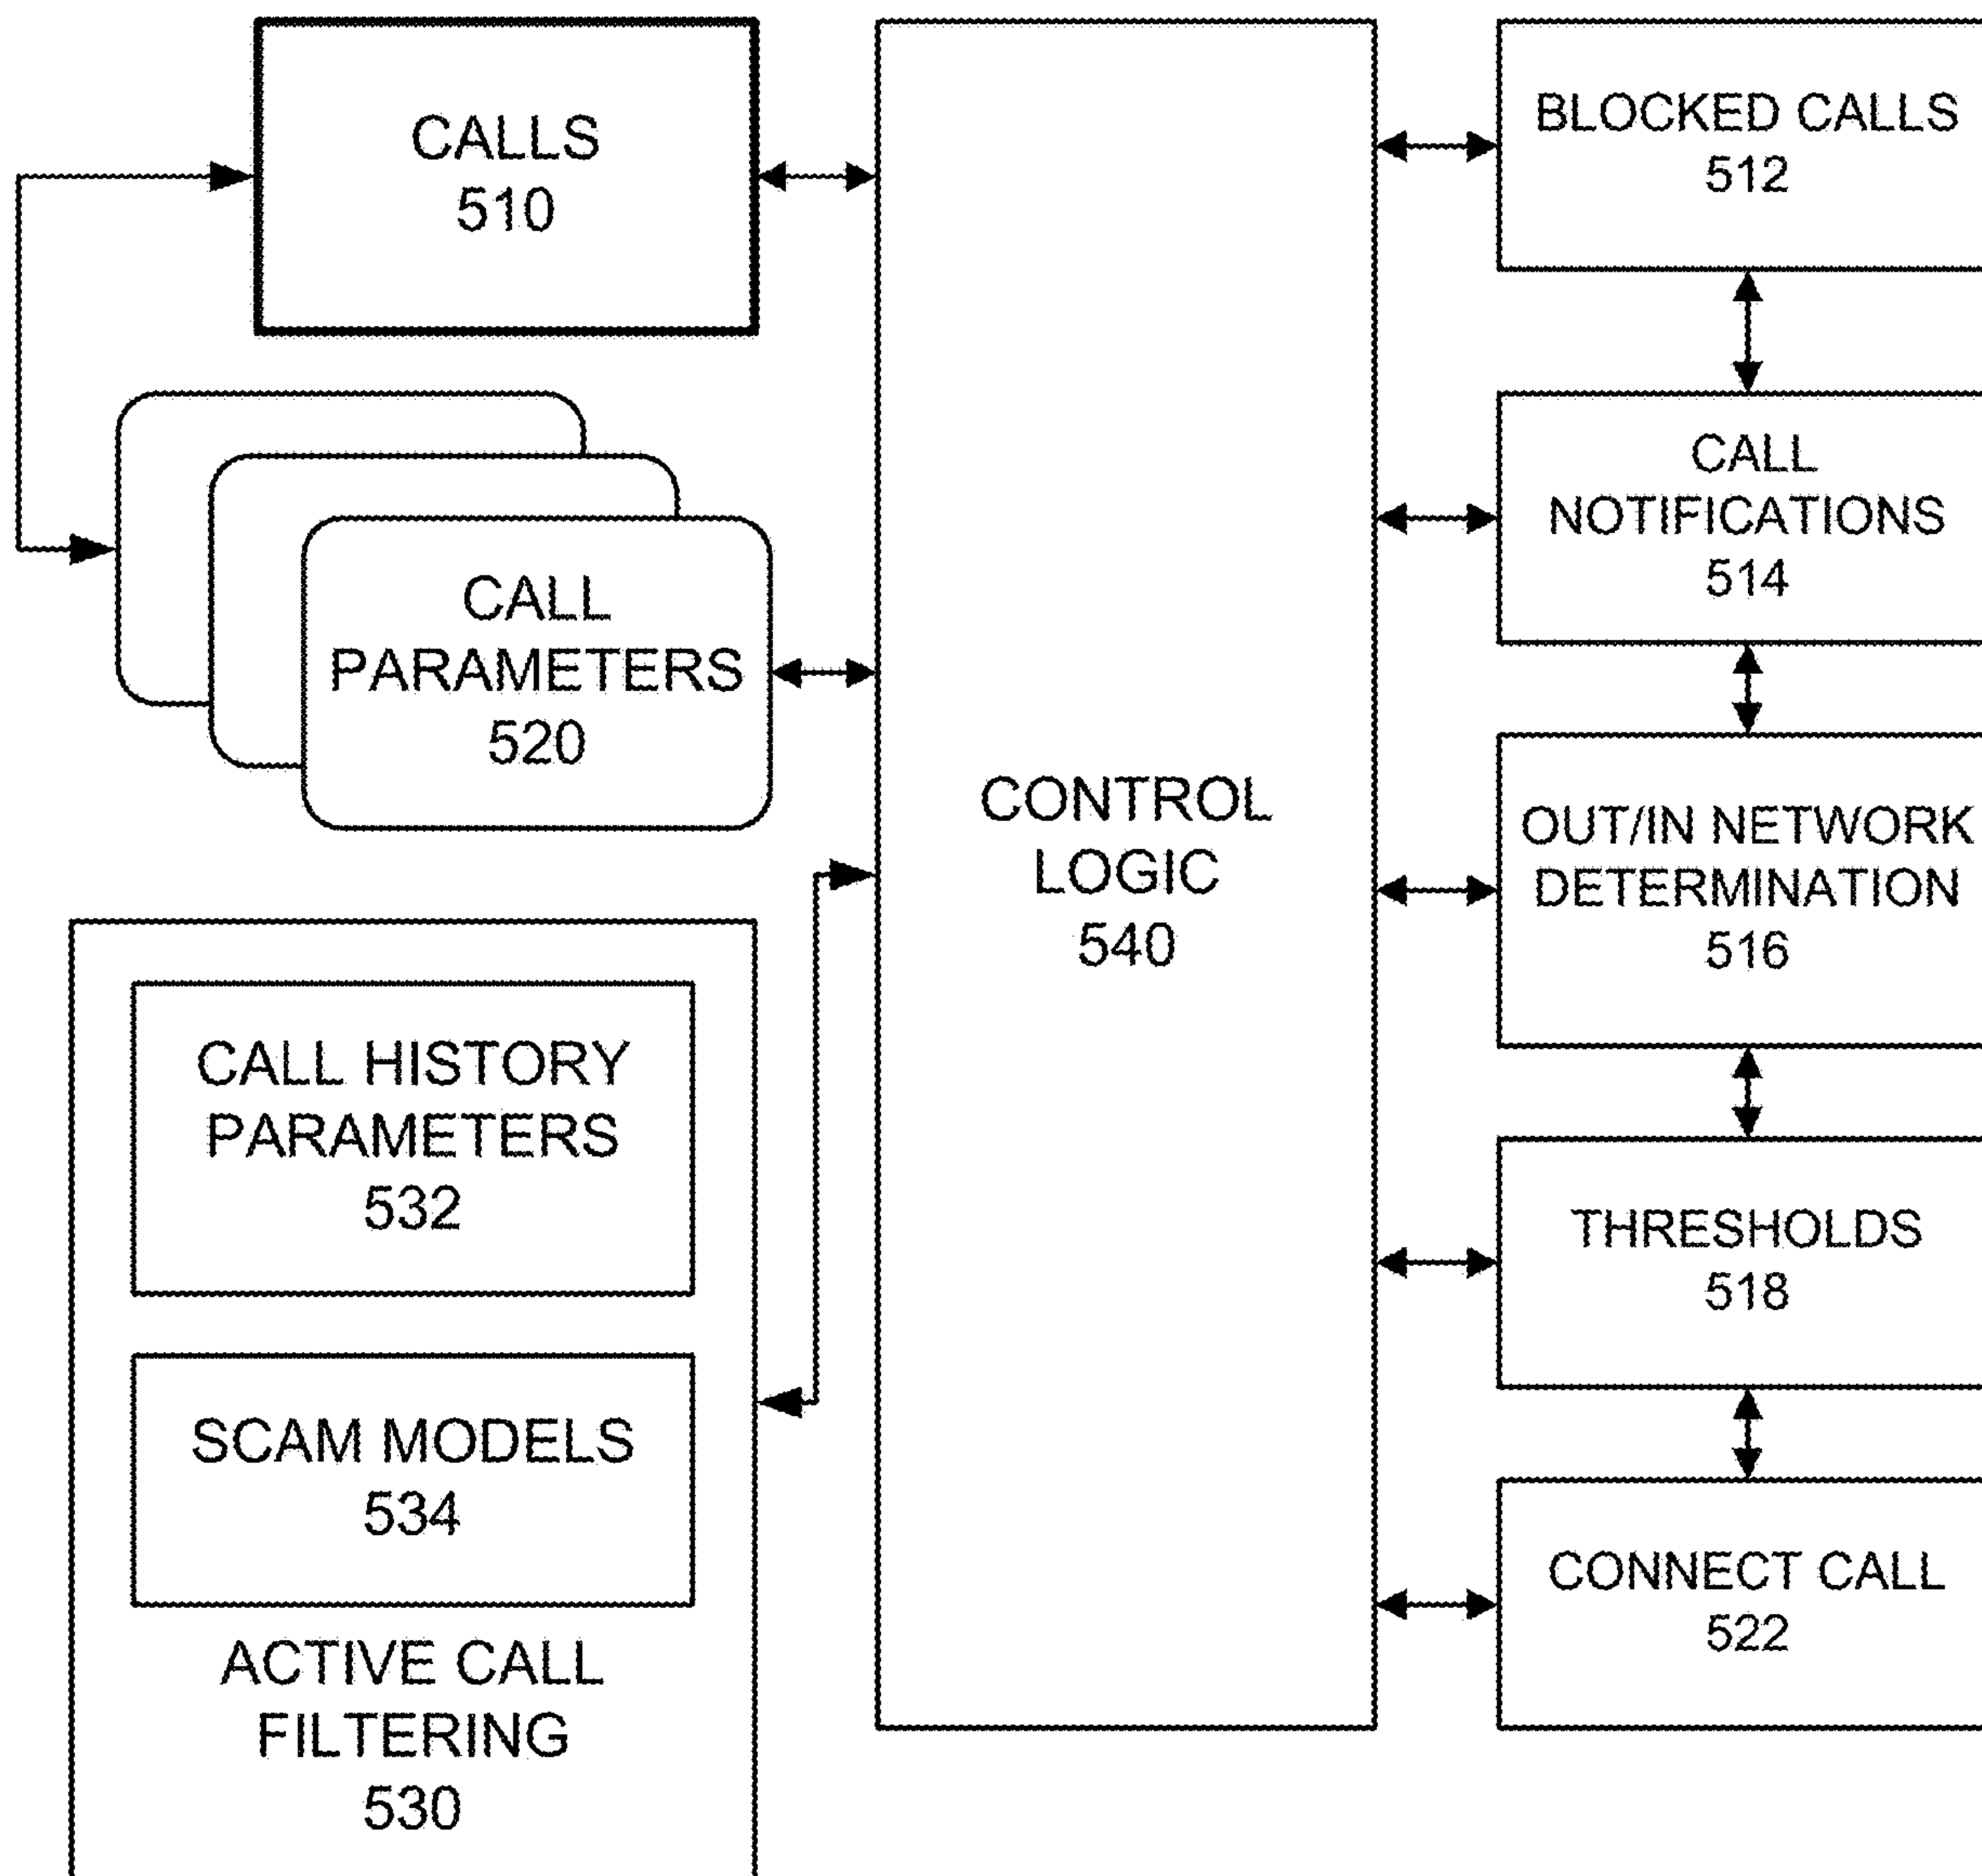 CALLS
510
CALL
PARAMETERS
520
CALL HISTORY
PARAMETERS
532
SCAM MODELS
534
ACTIVE CALL
FILTERING
530
CONTROL
LOGIC
540
BLOCKED CALLS
512
CALL
NOTIFICATIONS
514
OUT/IN NETWORK
DETERMINATION
516
THRESHOLDS
518
CONNECT CALL
522